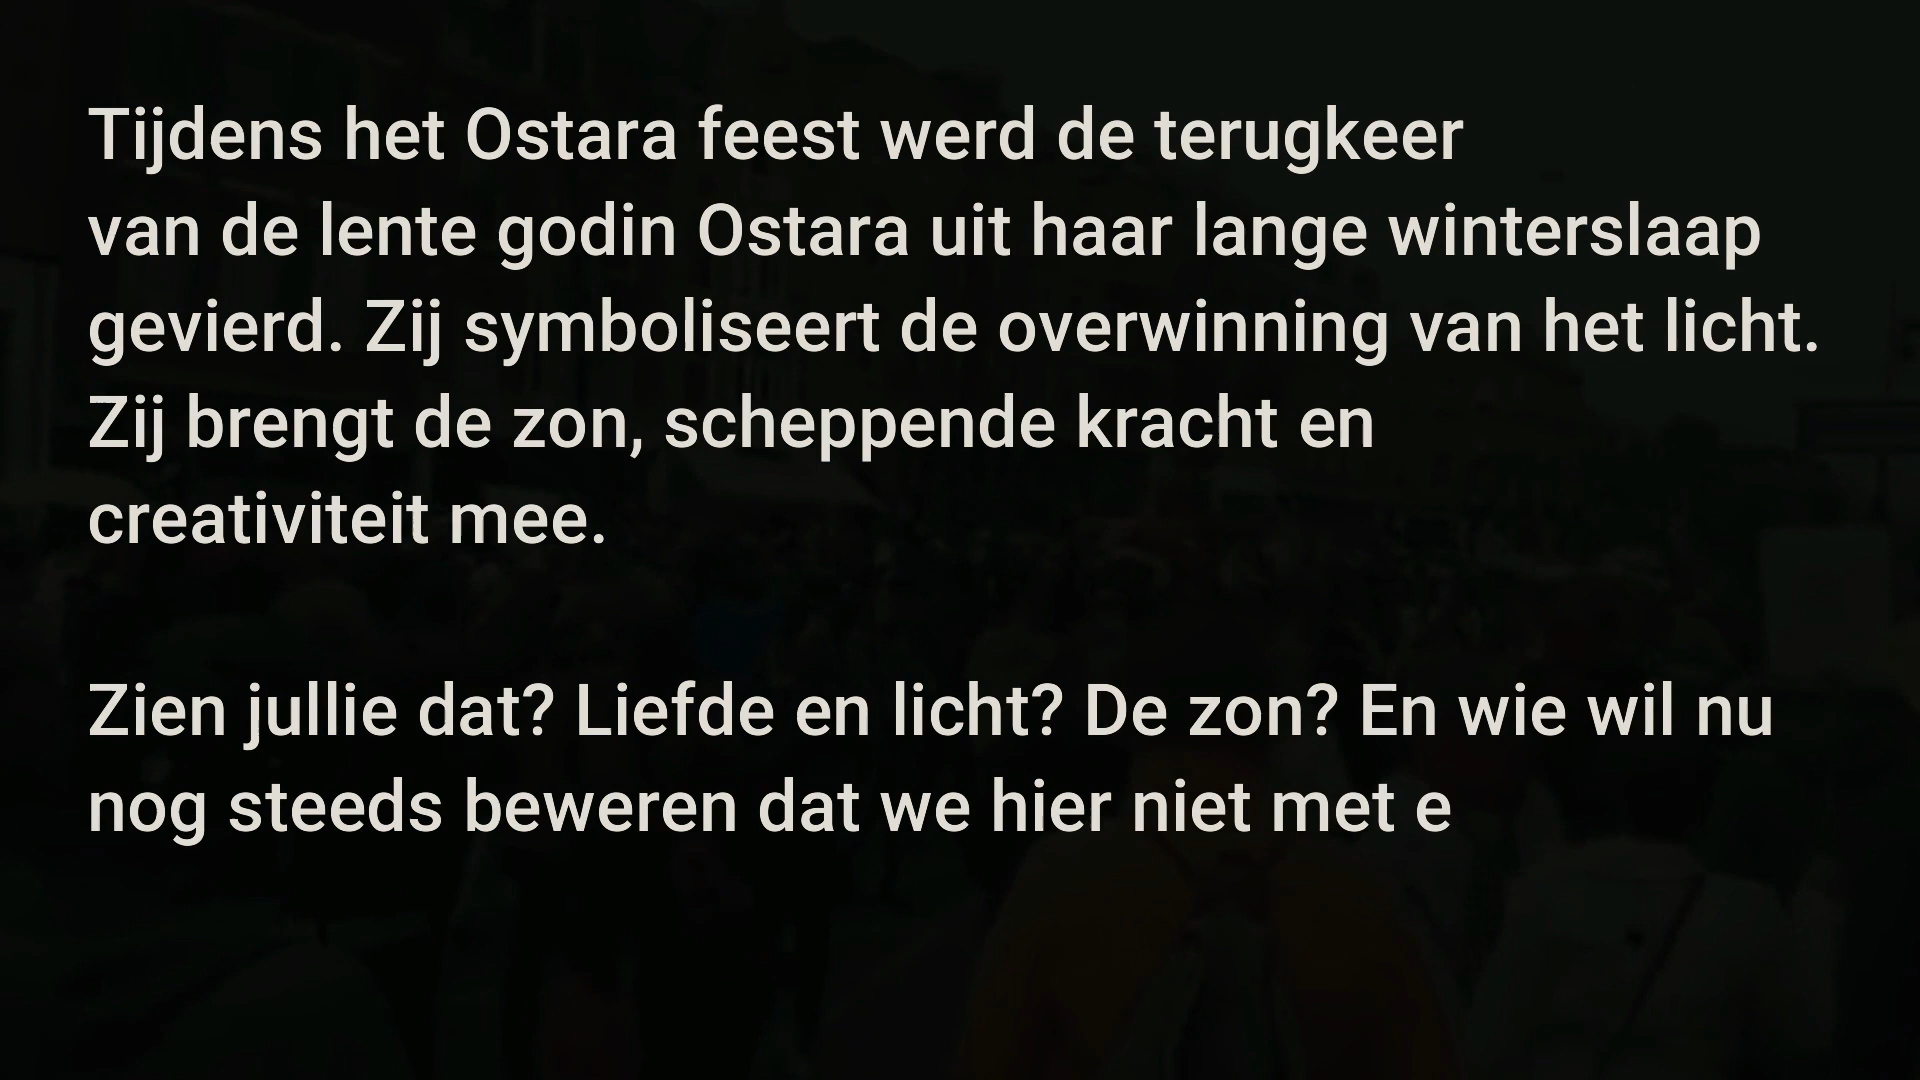 Tijdens het Ostara feest werd de terugkeer
van de lente godin Ostara uit haar lange winterslaap
gevierd. Zij symboliseert de overwinning van het licht.
Zij brengt de zon, scheppende kracht en
creativiteit mee.
Zien jullie dat? Liefde en licht? De zon? En wie wil nu
nog steeds beweren dat we hier niet met e